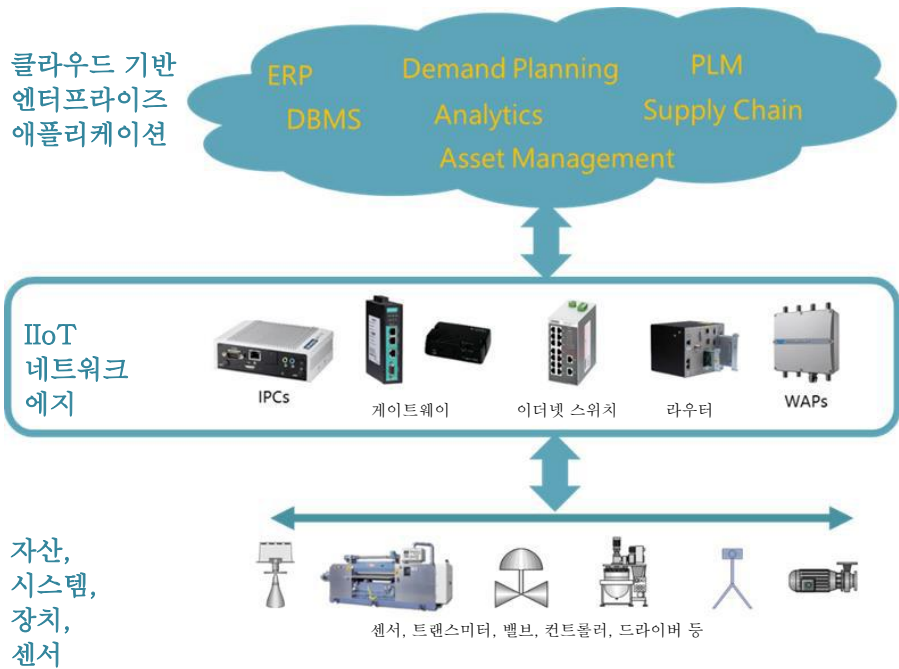 클라우드 기반
엔터프라이즈
애플리케이션
ERP
Demand Planning
PLM
DBMS
Analytics
Supply Chain
Asset Management
IIoT
네트워크
에지
IPCs
게이트웨이
이더넷 스위치
라우터
WAPs
자산,
시스템,
장치,
센서
센서, 트랜스미터, 밸브, 컨트롤러, 드라이버 등